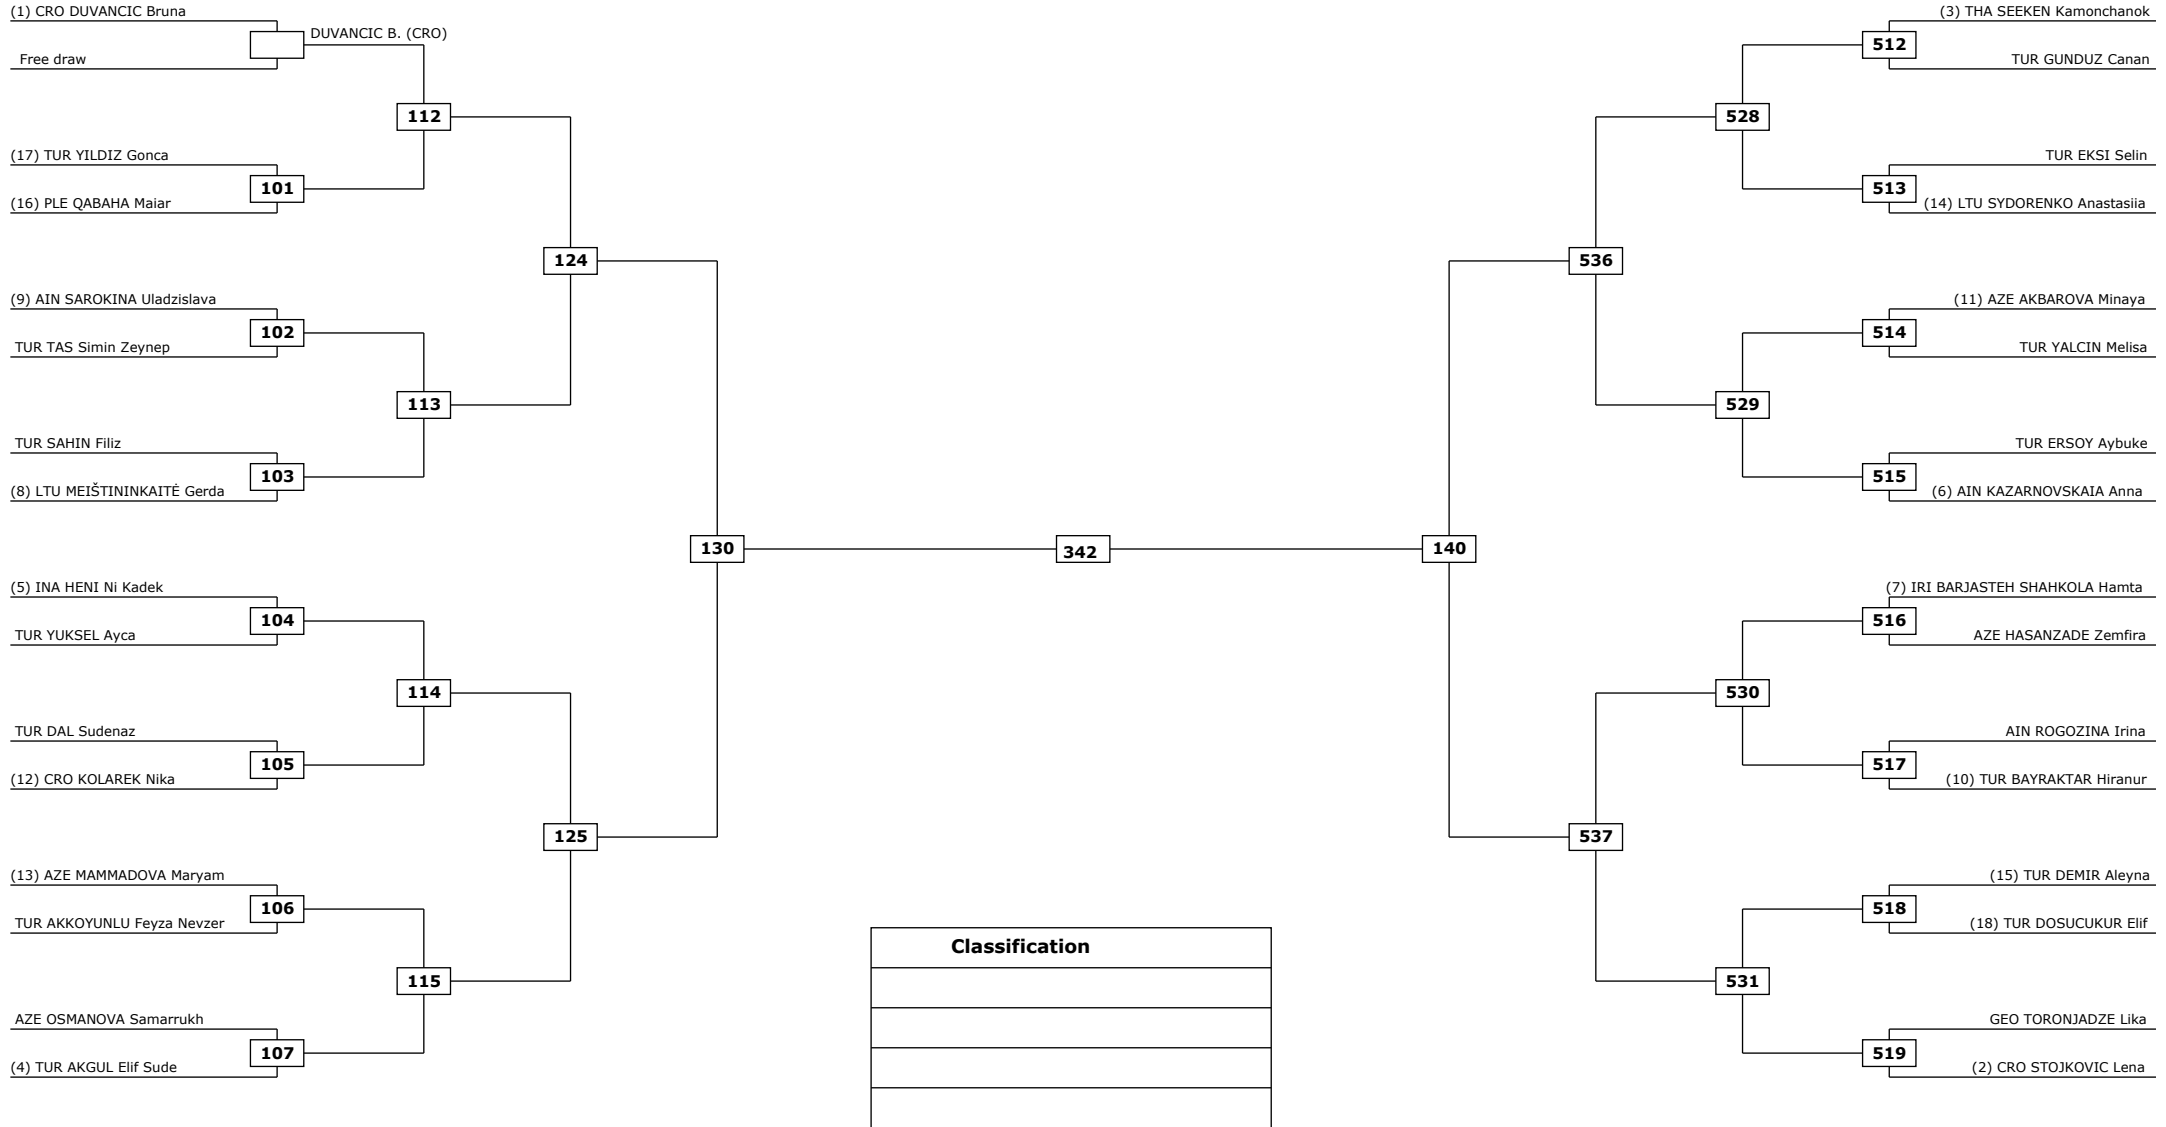 (1) CRO DUVANCIC Bruna
DUVANCIC B. (CRO)
Free draw
112
(17) TUR YILDIZ Gonca
101
(16) PLE QABAHA Maiar
124
(9) AIN SAROKINA Uladzislava
102
TUR TAS Simin Zeynep
113
TUR SAHIN Filiz
103
(8) LTU MEIŠTININKAITĖ Gerda
130
(5) INA HENI Ni Kadek
104
TUR YUKSEL Ayca
114
TUR DAL Sudenaz
105
(12) CRO KOLAREK Nika
125
(13) AZE MAMMADOVA Maryam
106
TUR AKKOYUNLU Feyza Nevzer
115
AZE OSMANOVA Samarrukh
107
(4) TUR AKGUL Elif Sude
342
(3) THA SEEKEN Kamonchanok
512
TUR GUNDUZ Canan
528
TUR EKSI Selin
513
(14) LTU SYDORENKO Anastasiia
536
(11) AZE AKBAROVA Minaya
514
TUR YALCIN Melisa
529
TUR ERSOY Aybuke
515
(6) AIN KAZARNOVSKAIA Anna
140
(7) IRI BARJASTEH SHAHKOLA Hamta
516
AZE HASANZADE Zemfira
530
AIN ROGOZINA Irina
517
(10) TUR BAYRAKTAR Hiranur
537
(15) TUR DEMIR Aleyna
518
(18) TUR DOSUCUKUR Elif
531
GEO TORONJADZE Lika
519
(2) CRO STOJKOVIC Lena
Classification